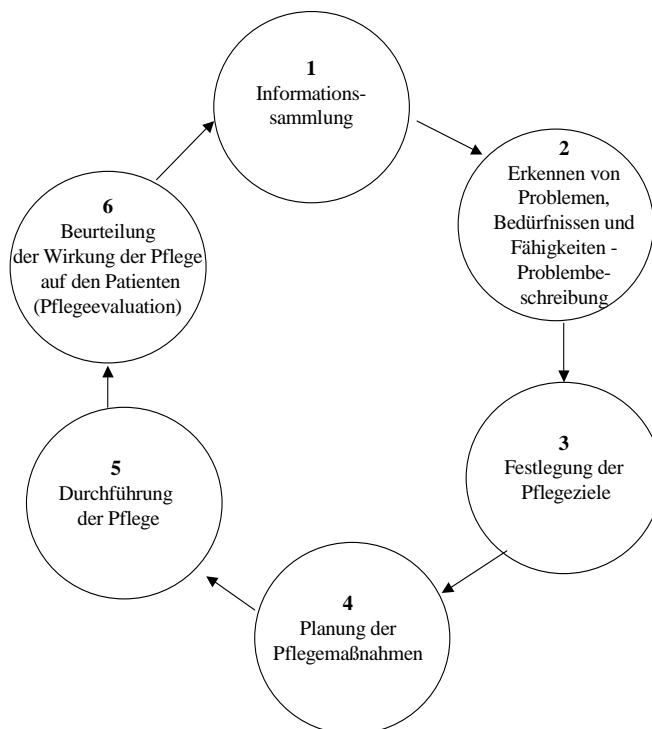 1
Informations-
sammlung
2
Erkennen von
Problemen,
Bedürfnissen und
Fähigkeiten -
Problembe-
schreibung
3
Festlegung der
Pflegeziele
4
Planung der
Pflegemaßnahmen
5
Durchführung
der Pflege
6
Beurteilung
der Wirkung der Pflege
auf den Patienten
(Pflegeevaluation)